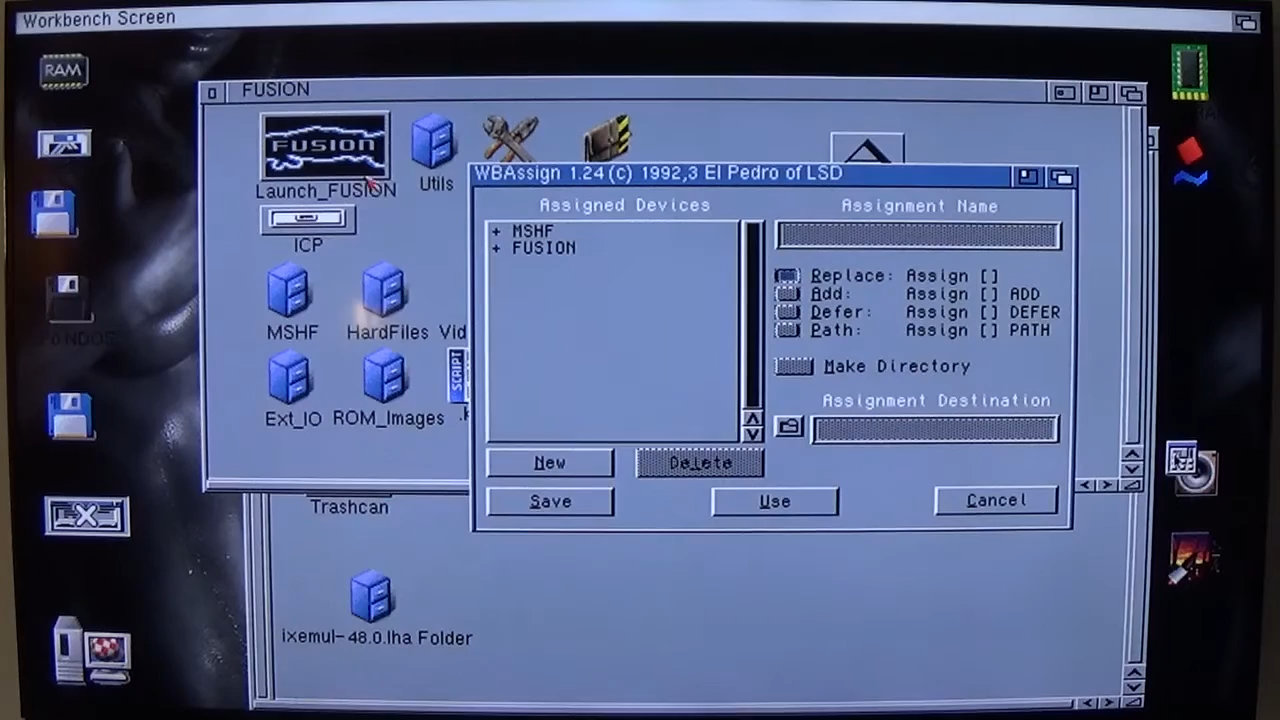 Workbench Screen
RAM
FUSION
FUSION
Launch_FUSION
Utils
ICP
MSHF
HardFiles
Vid
Ext_IO
ROM_Images
SCRIPT
WBAssign 1.24 (c) 1992,3 El Pedro of LSD
Assigned Devices
+ MSHF
+ FUSION
Assignment Name
Replace: Assign []
Add: Assign [] ADD
Defer: Assign [] DEFER
Path: Assign [] PATH
Make Directory
Assignment Destination
New
Delete
Save
Use
Cancel
Trashcan
ixemul-48.0.lha Folder